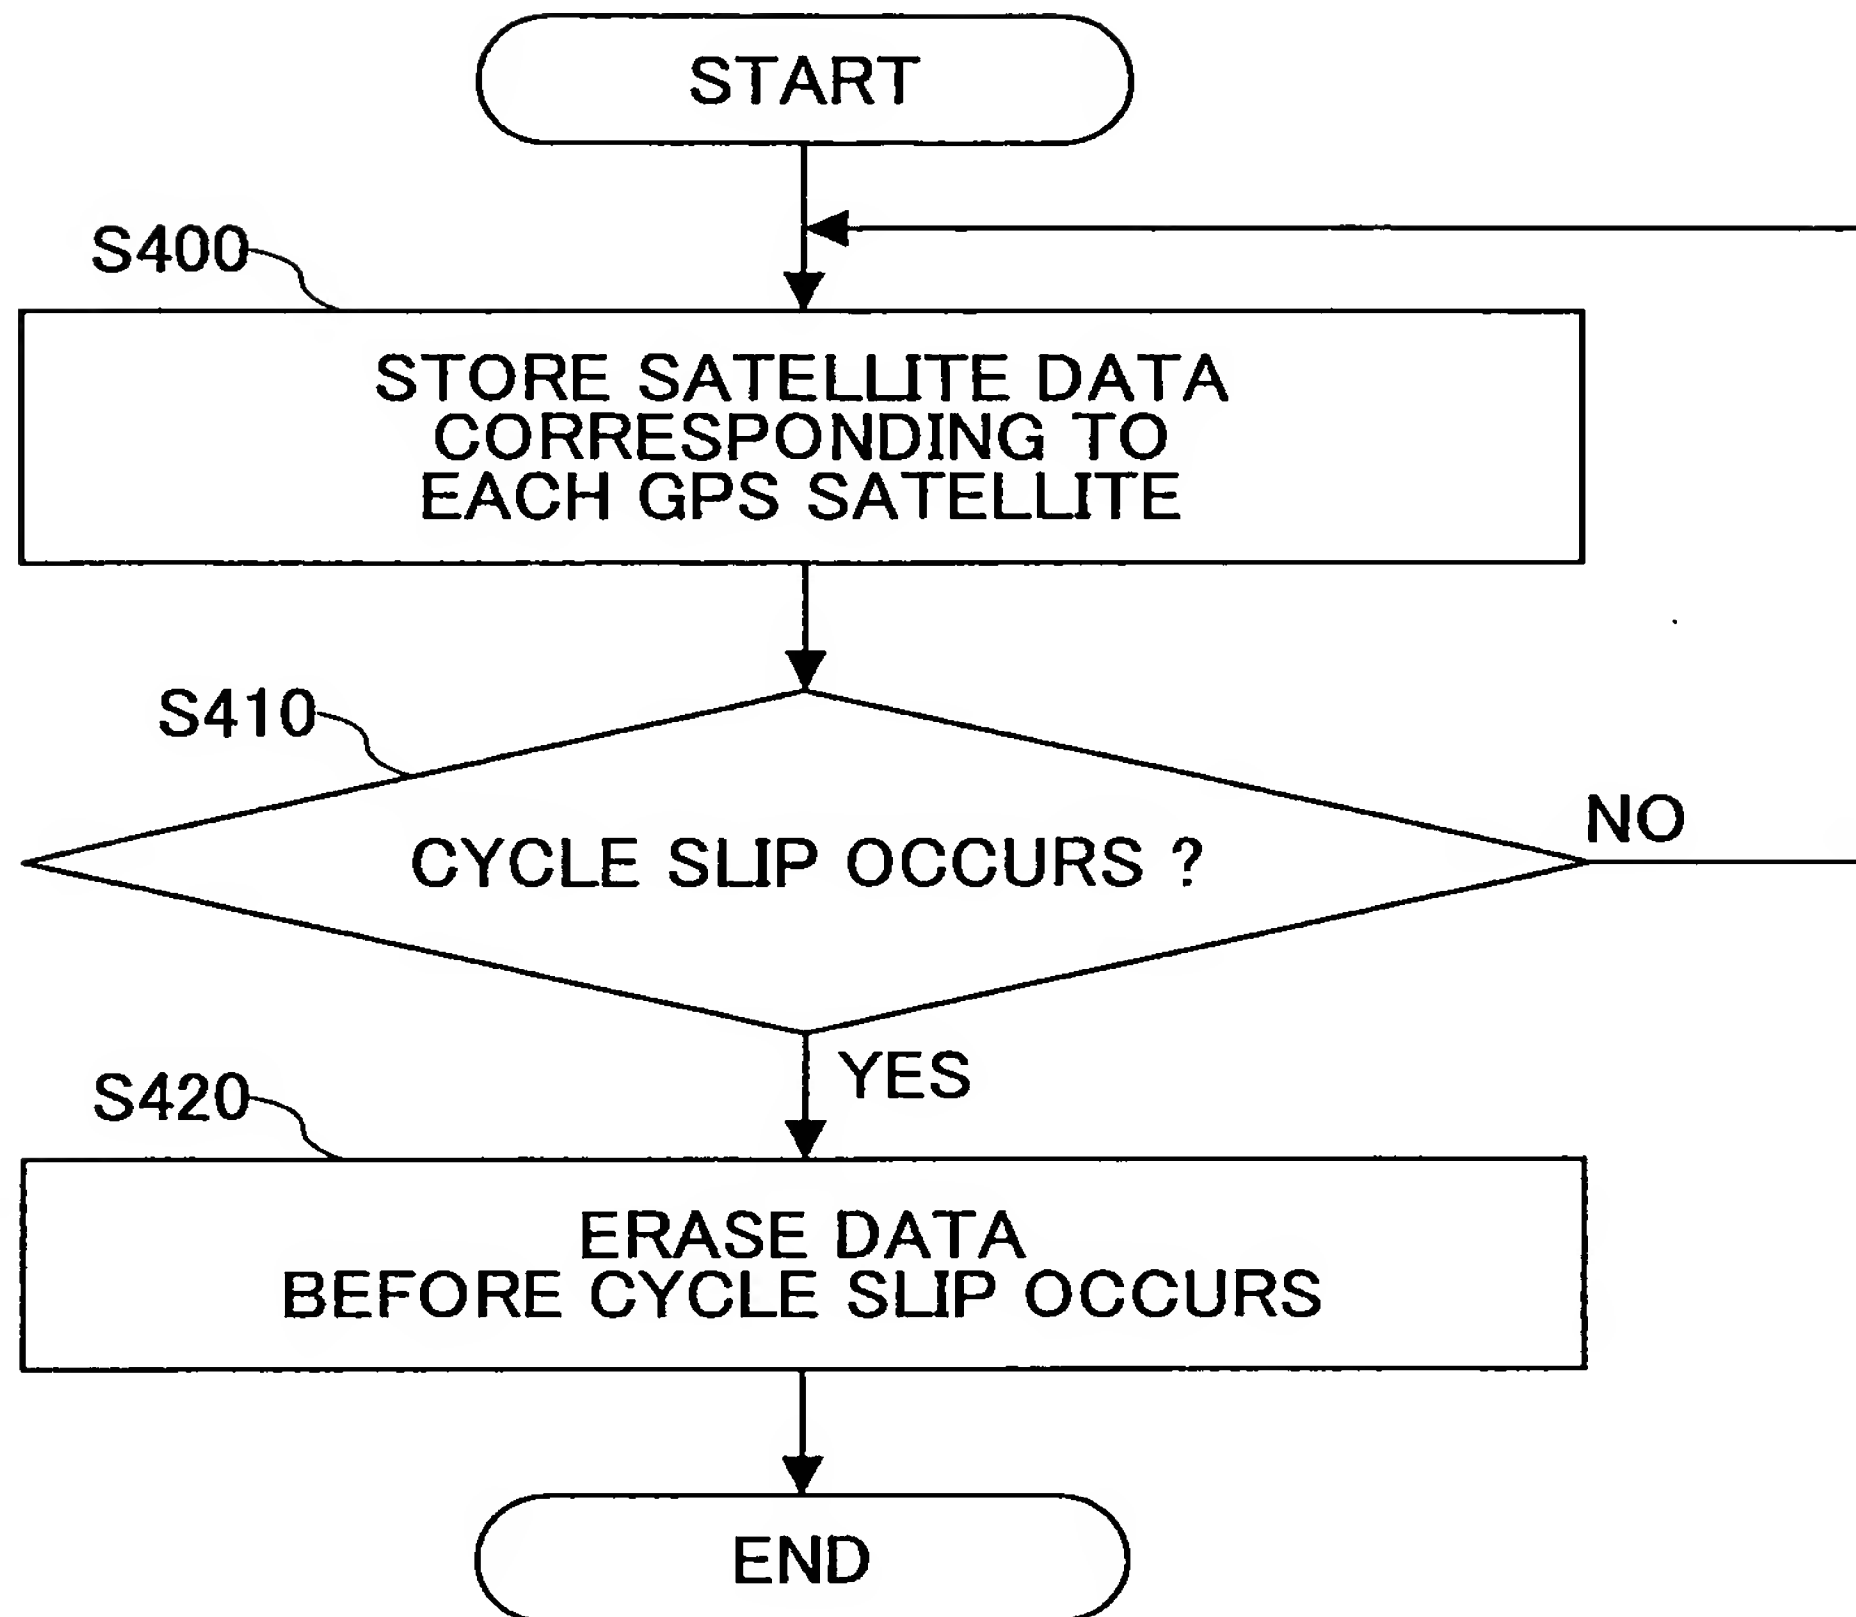 START
S400
STORE SATELLITE DATA
CORRESPONDING TO
EACH GPS SATELLITE
S410
CYCLE SLIP OCCURS ?
NO
YES
S420
ERASE DATA
BEFORE CYCLE SLIP OCCURS
END